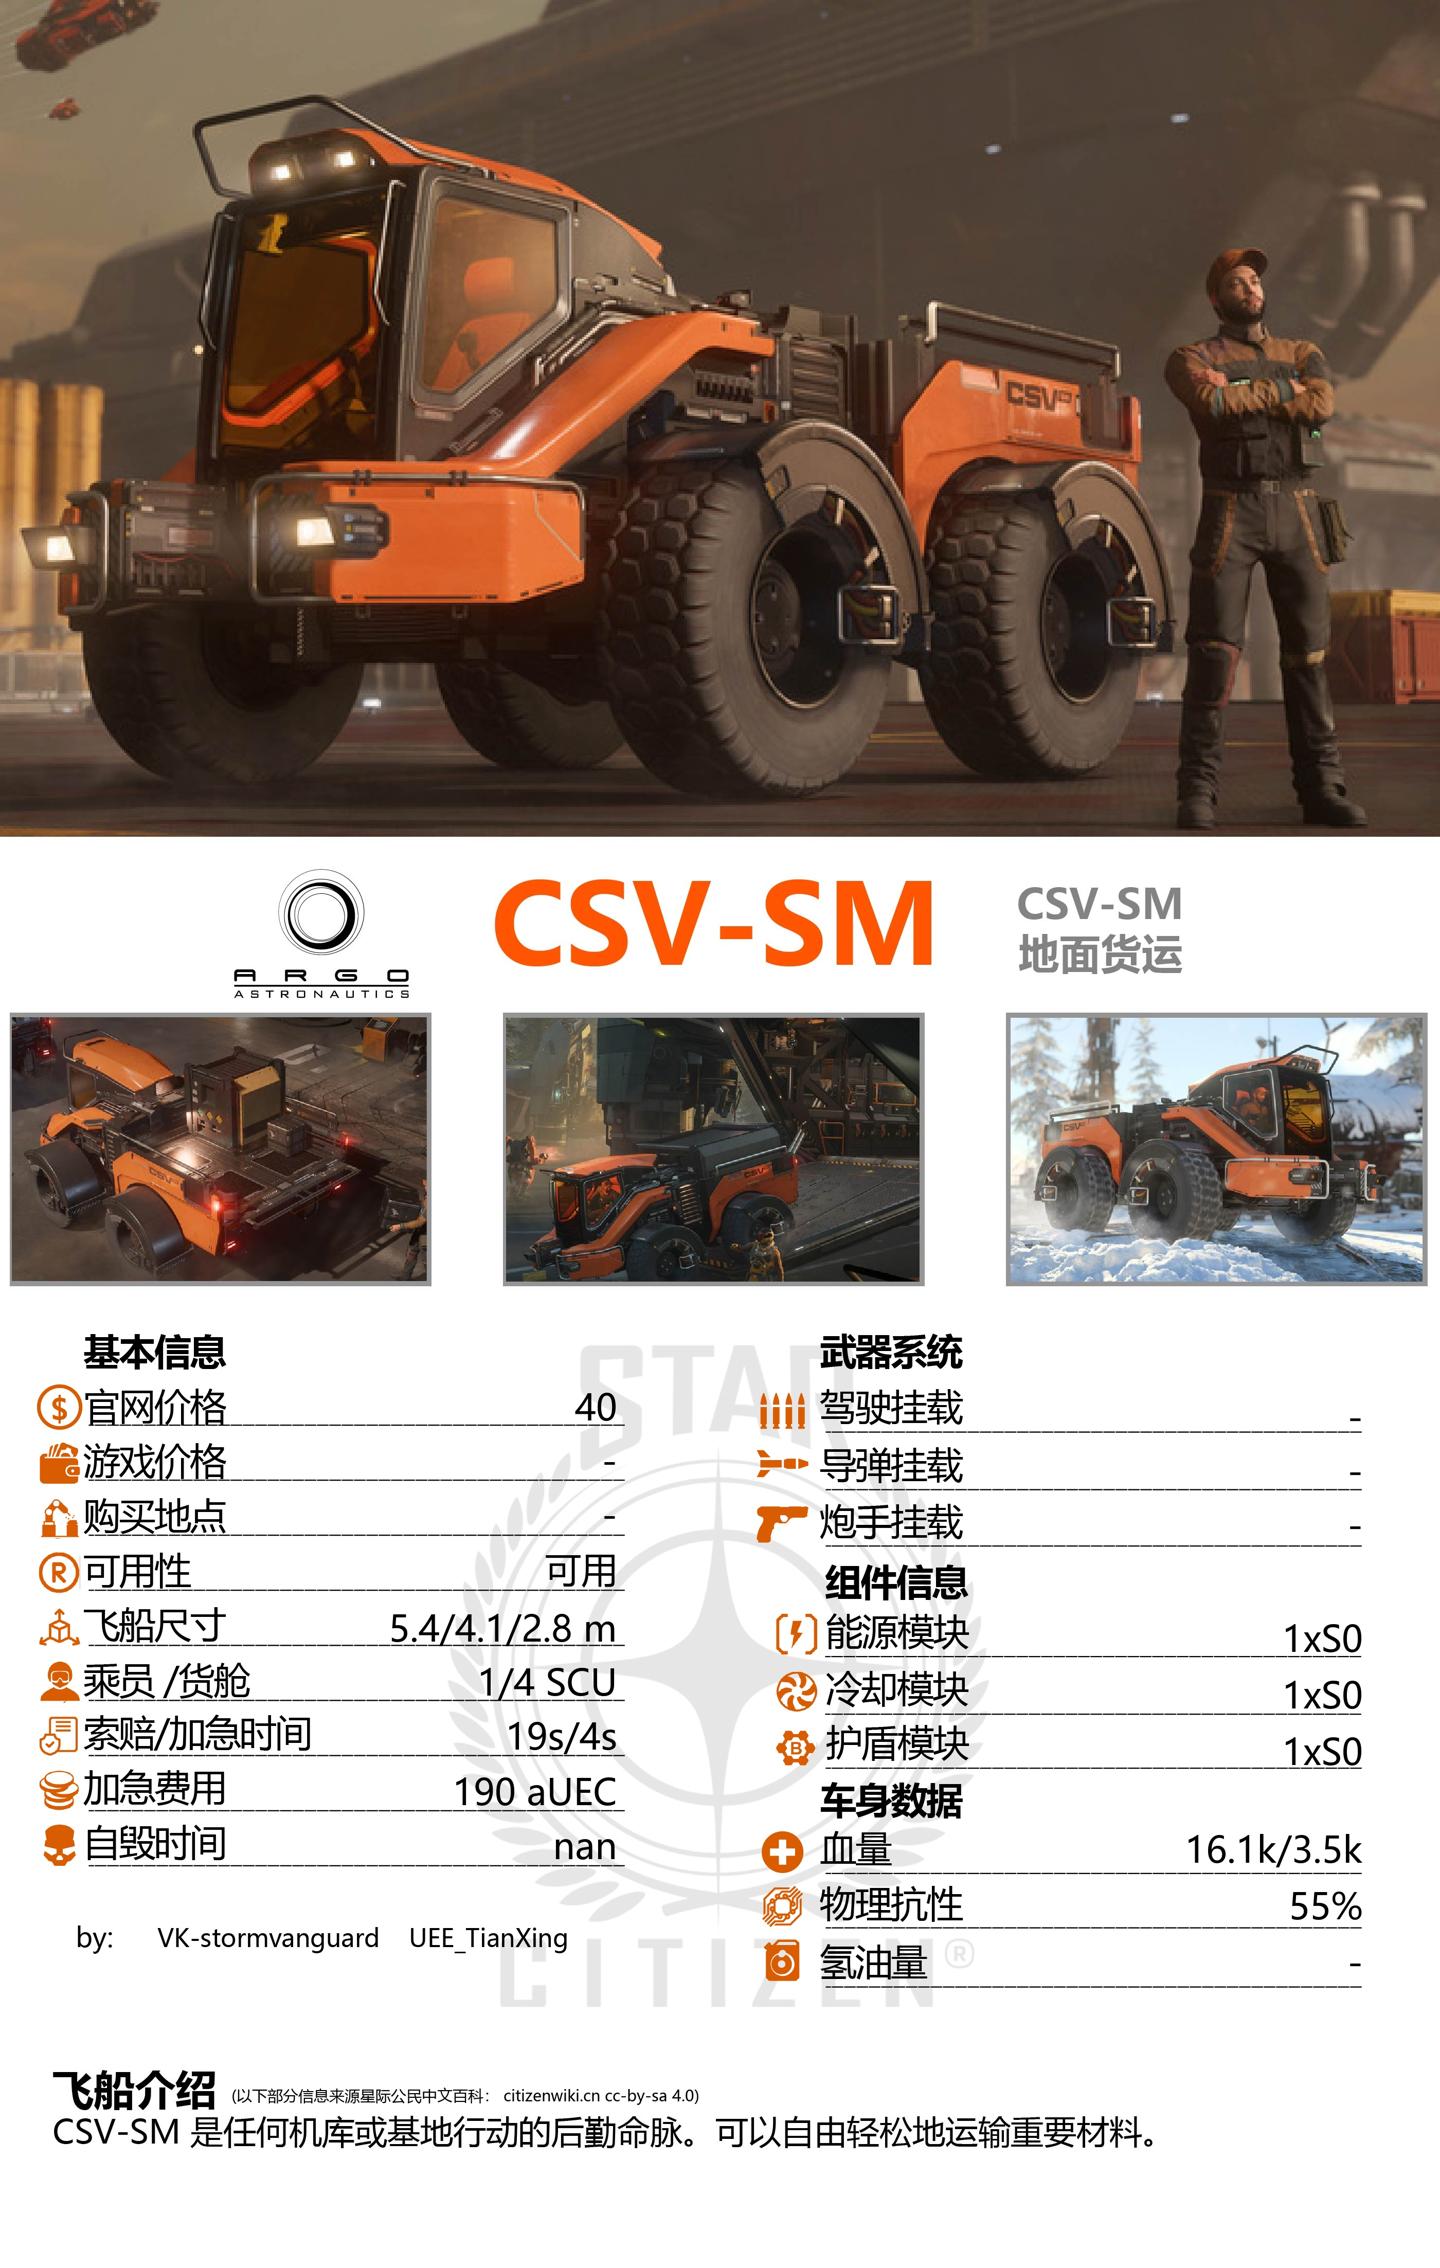 CSV
ARGO
ASTRONAUTICS
CSV-SM
CSV-SM
地面货运
CSV
CSV
CSV
STAR
CITIZEN®
基本信息
官网价格 40
游戏价格 -
购买地点 -
可用性 可用
飞船尺寸 5.4/4.1/2.8 m
乘员 /货舱 1/4 SCU
索赔/加急时间 19s/4s
加急费用 190 aUEC
自毁时间 nan
by: VK-stormvanguard UEE_TianXing
武器系统
驾驶挂载 -
导弹挂载 -
炮手挂载 -
组件信息
能源模块 1xS0
冷却模块 1xS0
护盾模块 1xS0
车身数据
血量 16.1k/3.5k
物理抗性 55%
氢油量 -
飞船介绍 (以下部分信息来源星际公民中文百科： citizenwiki.cn cc-by-sa 4.0)
CSV-SM 是任何机库或基地行动的后勤命脉。可以自由轻松地运输重要材料。